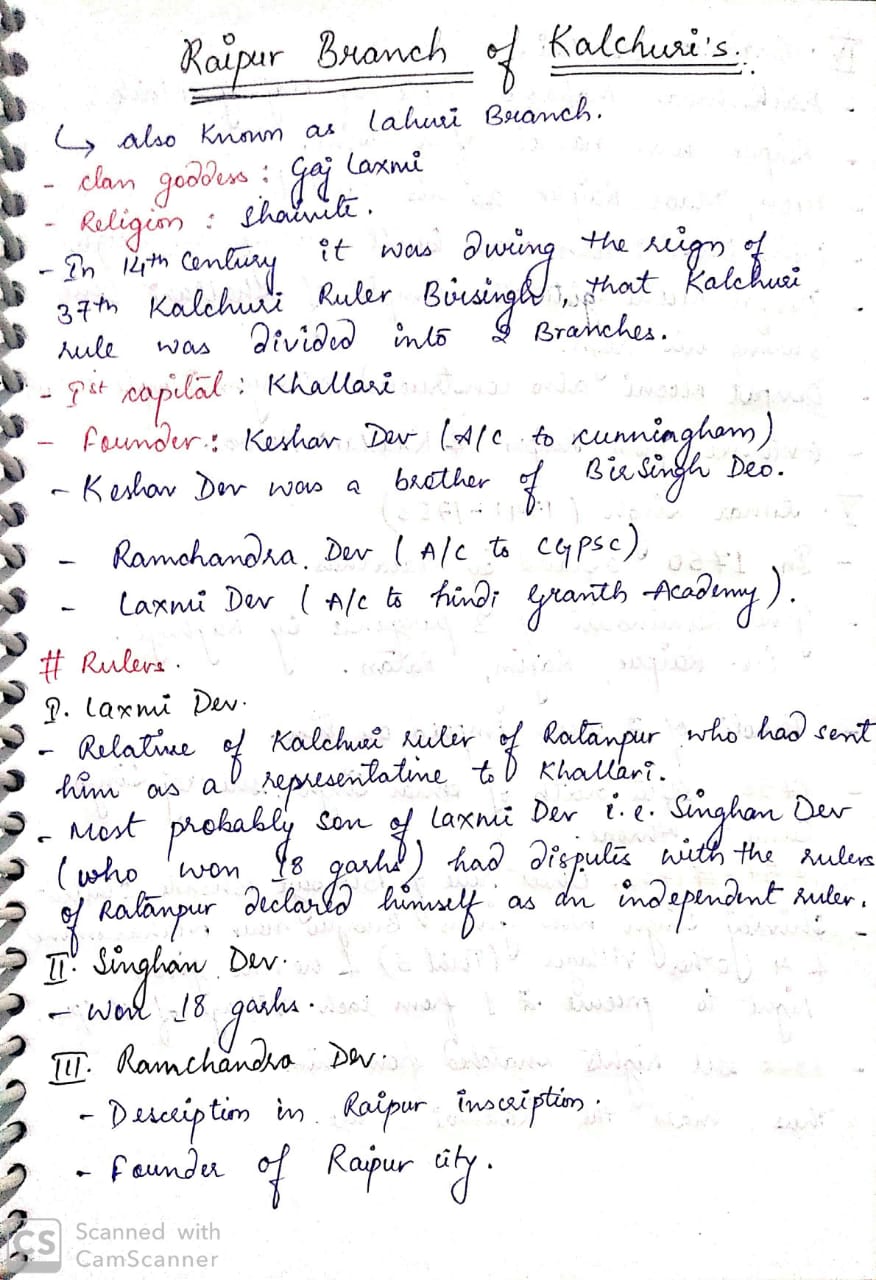 Raipur Branch of Kalchuri's.
↳ also known as Lahuri Branch.
- clan goddess : Gaj Laxmi
- Religion : Shaivite.
- In 14th Century it was during the reign of
37th Kalchuri Ruler Birsingh, that Kalchuri
rule was divided into 2 Branches.
- Ist capital : Khallari
- Founder : Keshav Dev (A/C to Cunningham)
- Keshav Dev was a brother of BirSingh Deo.
- Ramchandra Dev (A/C to CGPSC)
- Laxmi Dev (A/C to hindi Granth Academy).
# Rulers.
I. Laxmi Dev.
- Relative of Kalchuri ruler of Ratanpur who had sent
him as a representative to Khallari.
- Most probably son of Laxmi Dev i.e. Singhan Dev
(who won 18 garhs) had disputes with the rulers
of Ratanpur declared himself as an independent ruler.
II. Singhan Dev.
- Won 18 garhs.
III. Ramchandra Dev.
- Description in Raipur inscription.
- Founder of Raipur city.
CS Scanned with
CamScanner